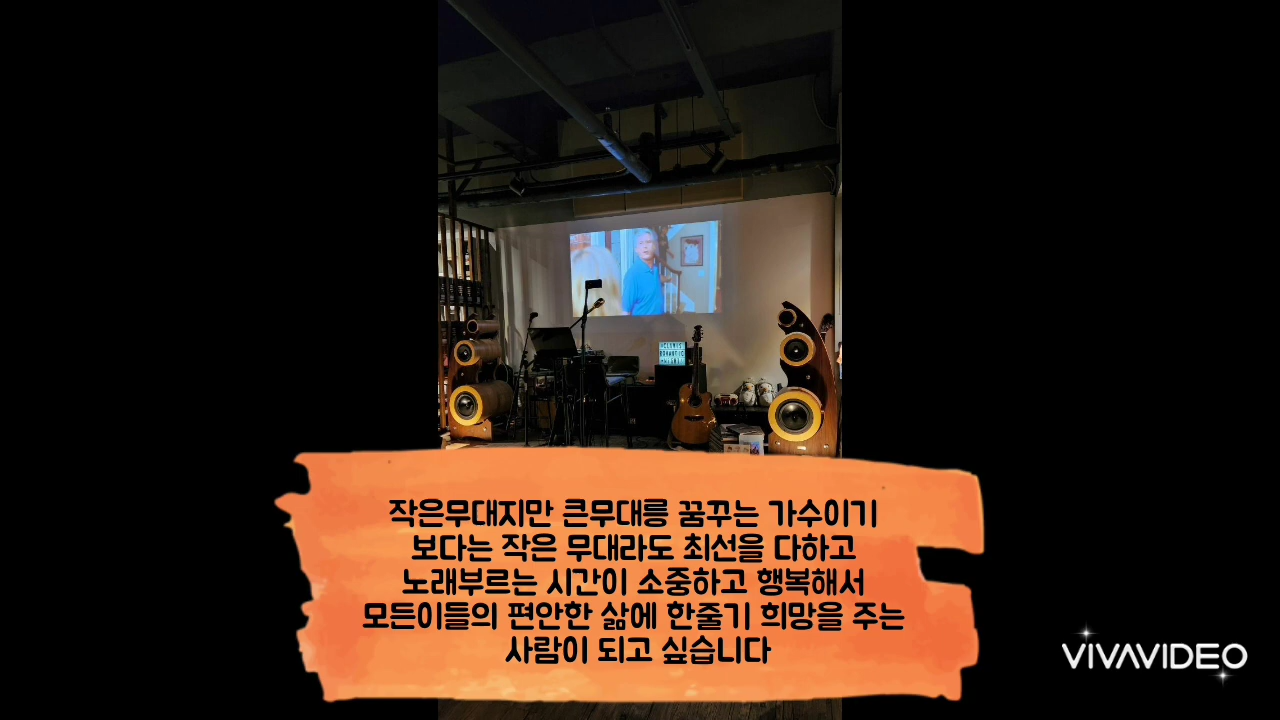 작은무대지만 큰무대를 꿈꾸는 가수이기
보다는 작은 무대라도 최선을 다하고
노래부르는 시간이 소중하고 행복해서
모든이들의 편안한 삶에 한줄기 희망을 주는
사람이 되고 싶습니다
VIVAVIDEO